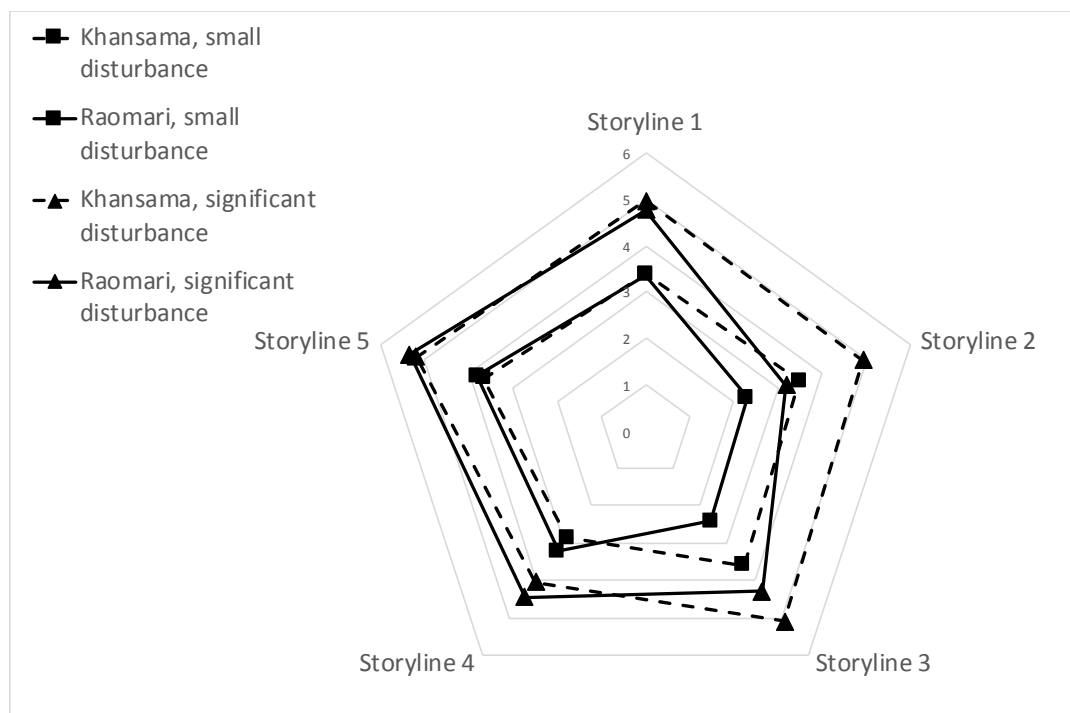 Khansama, small
disturbance
Raomari, small
disturbance
Khansama, significant
disturbance
Raomari, significant
disturbance
Storyline 1
6
5
4
3
2
1
0
Storyline 5
Storyline 2
Storyline 4
Storyline 3